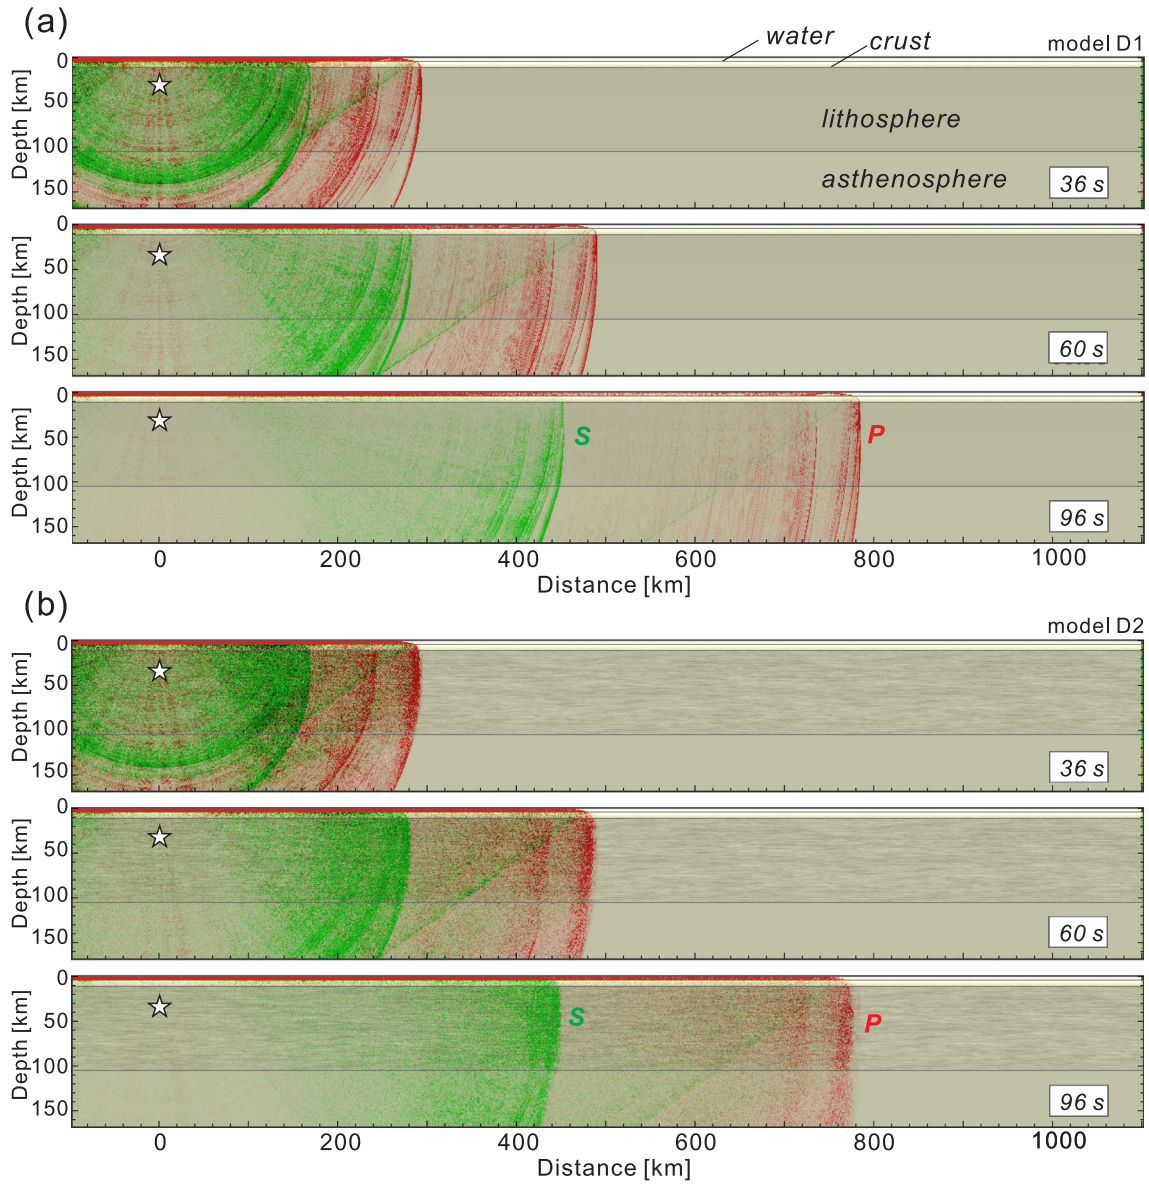 (a)
water
crust
model D1
0
50
100
150
Depth [km]
lithosphere
asthenosphere
36 s
0
50
100
150
Depth [km]
60 s
0
50
100
150
Depth [km]
S
P
96 s
0 200 400 600 800 1000
Distance [km]
(b)
model D2
0
50
100
150
Depth [km]
36 s
0
50
100
150
Depth [km]
60 s
0
50
100
150
Depth [km]
S
P
96 s
0 200 400 600 800 1000
Distance [km]